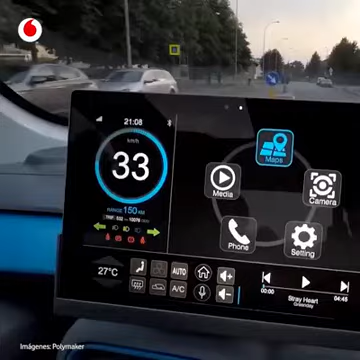 21:08
km/h
33
RANGE 150 KM
27°C
AUTO
A/C
Maps
Media
Camera
Phone
Setting
00:00
04:45
Stray Heart
Greenday
Imágenes: Polymaker